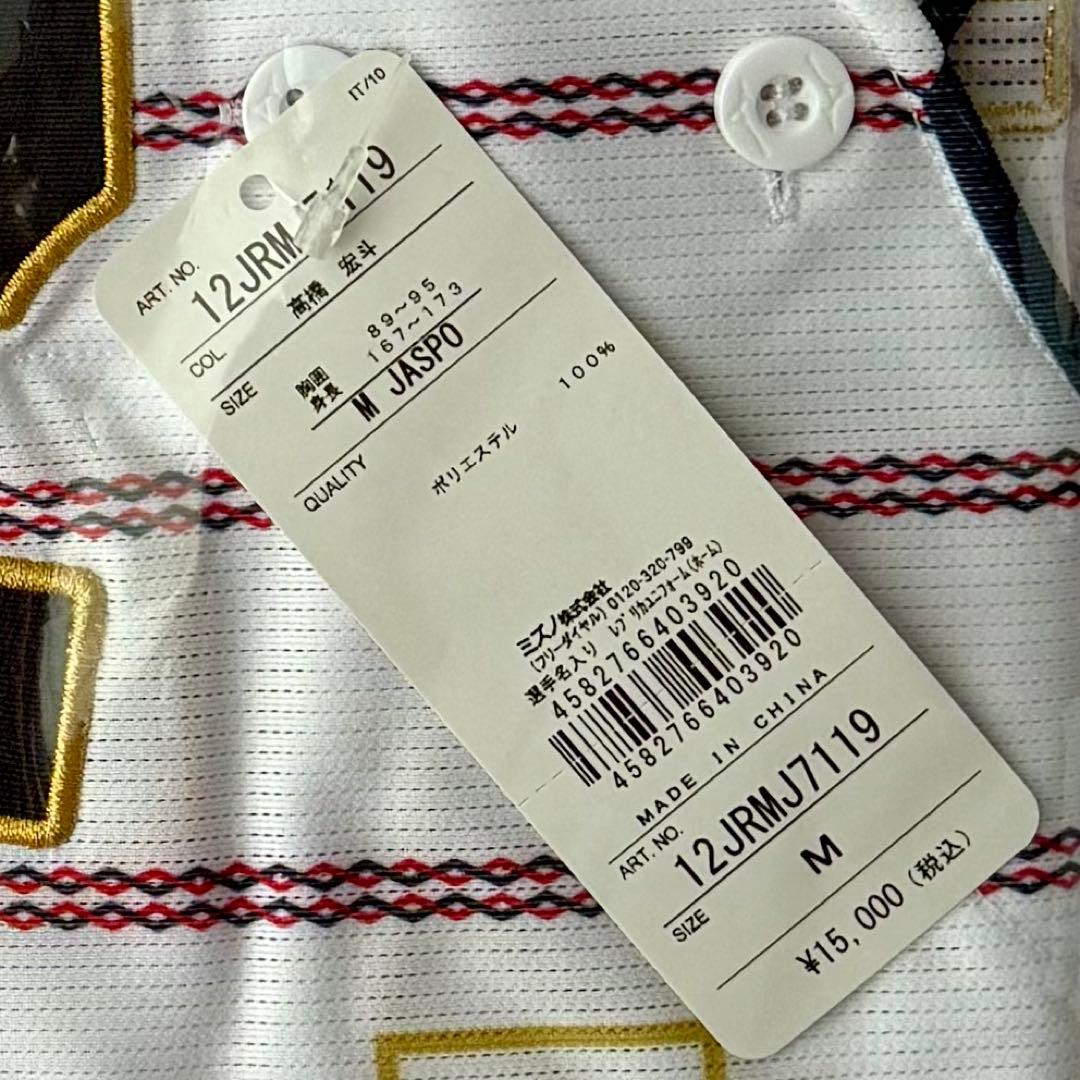 IT/10
ART. NO.
12JRM 7119
COL.
高橋 宏斗
SIZE
胸囲 89~95
身長 167~173
M JASPO
QUALITY
ポリエステル 100%
ミズノ株式会社
(フリーダイヤル) 0120-320-799
選手名入り レプリカユニフォーム(ホーム)
4582766403920
4582766403920
MADE IN CHINA
ART. NO.
12JRMJ7119
SIZE
M
¥15,000(税込)